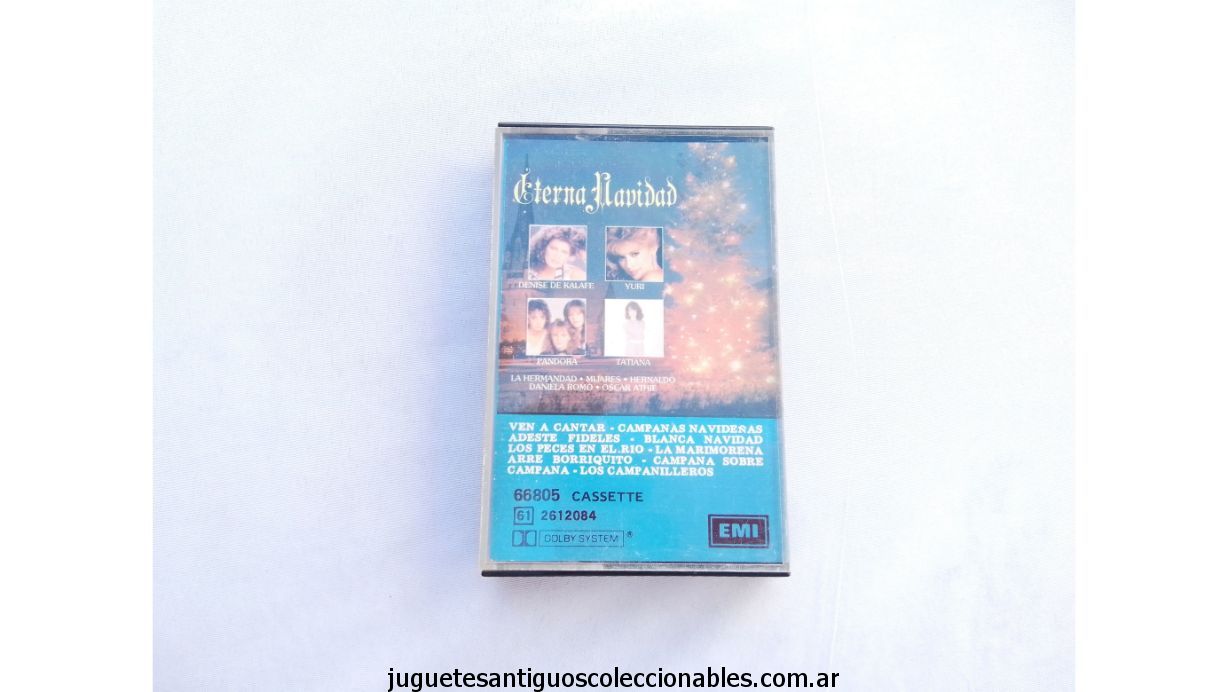 Eterna Navidad
DENISE DE KALAFE YURI
PANDORA TATIANA
LA HERMANDAD • MIJARES • HERNALDO
DANIELA ROMO • OSCAR ATHIE
VEN A CANTAR - CAMPANAS NAVIDEÑAS
ADESTE FIDELES - BLANCA NAVIDAD
LOS PECES EN EL RIO - LA MARIMORENA
ARRE BORRIQUITO - CAMPANA SOBRE
CAMPANA - LOS CAMPANILLEROS
66805 CASSETTE
61 2612084
DOLBY SYSTEM ®
EMI
juguetesantiguoscoleccionables.com.ar